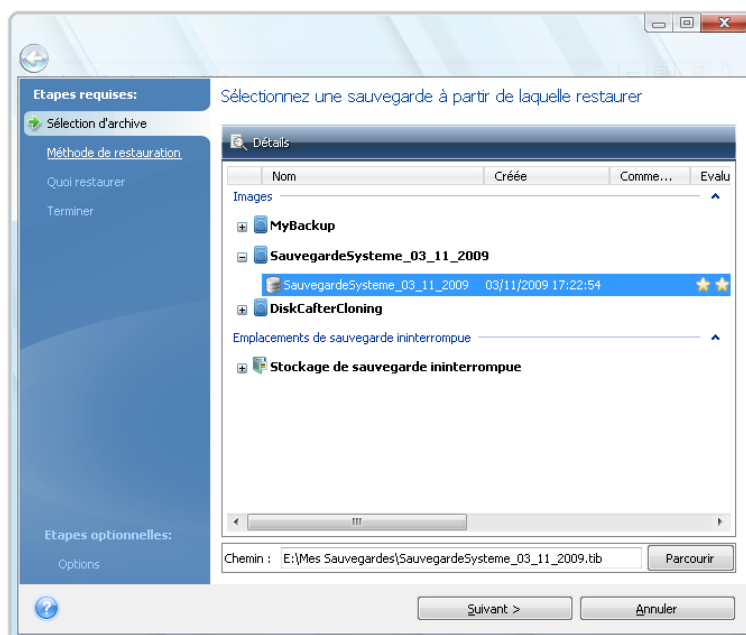 Etapes requises:
Sélection d'archive
Méthode de restauration
Quoi restaurer
Terminer
Etapes optionnelles:
Options
Sélectionnez une sauvegarde à partir de laquelle restaurer
Détails
Nom Créée Comme... Evalu
Images
MyBackup
SauvegardeSysteme_03_11_2009
SauvegardeSysteme_03_11_2009 03/11/2009 17:22:54
DiskCafterCloning
Emplacements de sauvegarde ininterrompue
Stockage de sauvegarde ininterrompue
Chemin : E:\Mes Sauvegardes\SauvegardeSysteme_03_11_2009.tib Parcourir
Suivant > Annuler